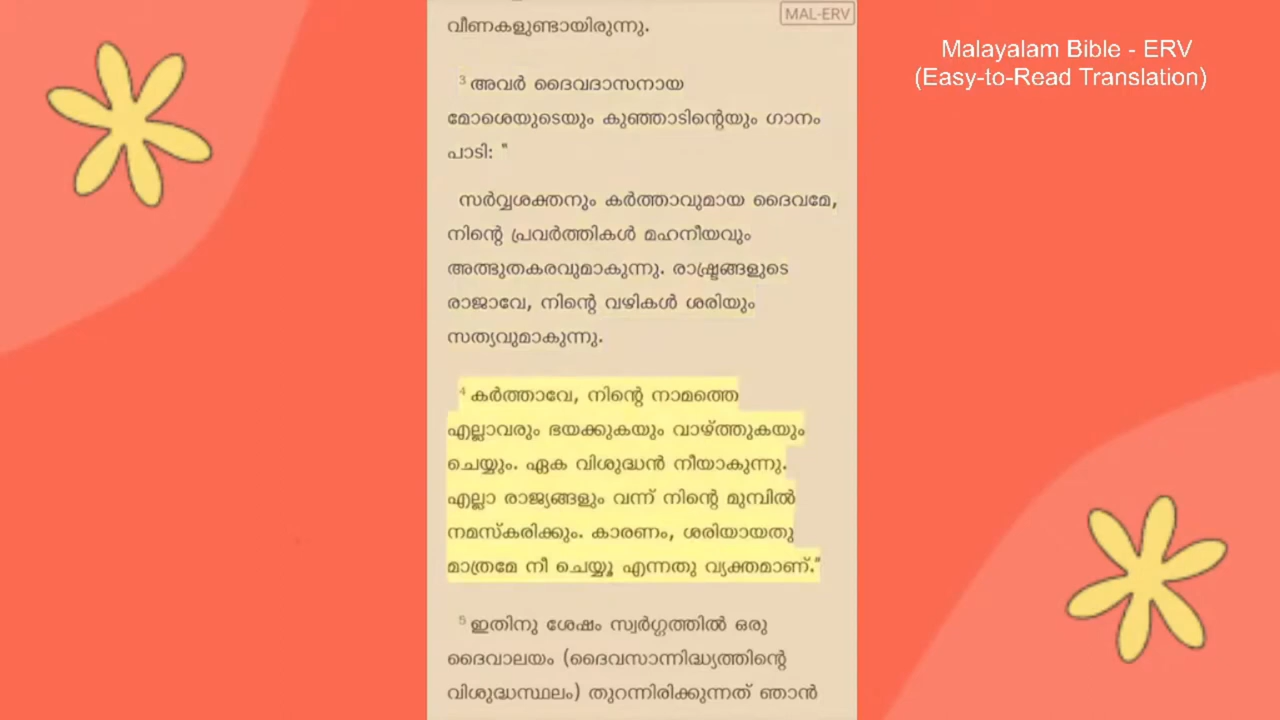 MAL-ERV
Malayalam Bible - ERV
(Easy-to-Read Translation)
വീണകളുണ്ടായിരുന്നു.
3 അവർ ദൈവദാസനായ
മോശെയുടെയും കുഞ്ഞാടിന്റെയും ഗാനം
പാടി: "
സർവ്വശക്തനും കർത്താവുമായ ദൈവമേ,
നിന്റെ പ്രവർത്തികൾ മഹനീയവും
അത്ഭുതകരവുമാകുന്നു. രാഷ്ട്രങ്ങളുടെ
രാജാവേ, നിന്റെ വഴികൾ ശരിയും
സത്യവുമാകുന്നു.
4 കർത്താവേ, നിന്റെ നാമത്തെ
എല്ലാവരും ഭയക്കുകയും വാഴ്ത്തുകയും
ചെയ്യും. ഏക വിശുദ്ധൻ നീയാകുന്നു.
എല്ലാ രാജ്യങ്ങളും വന്ന് നിന്റെ മുമ്പിൽ
നമസ്കരിക്കും. കാരണം, ശരിയായതു
മാത്രമേ നീ ചെയ്യൂ എന്നതു വ്യക്തമാണ്."
5 ഇതിനു ശേഷം സ്വർഗ്ഗത്തിൽ ഒരു
ദൈവാലയം (ദൈവസാന്നിദ്ധ്യത്തിന്റെ
വിശുദ്ധസ്ഥലം) തുറന്നിരിക്കുന്നത് ഞാൻ